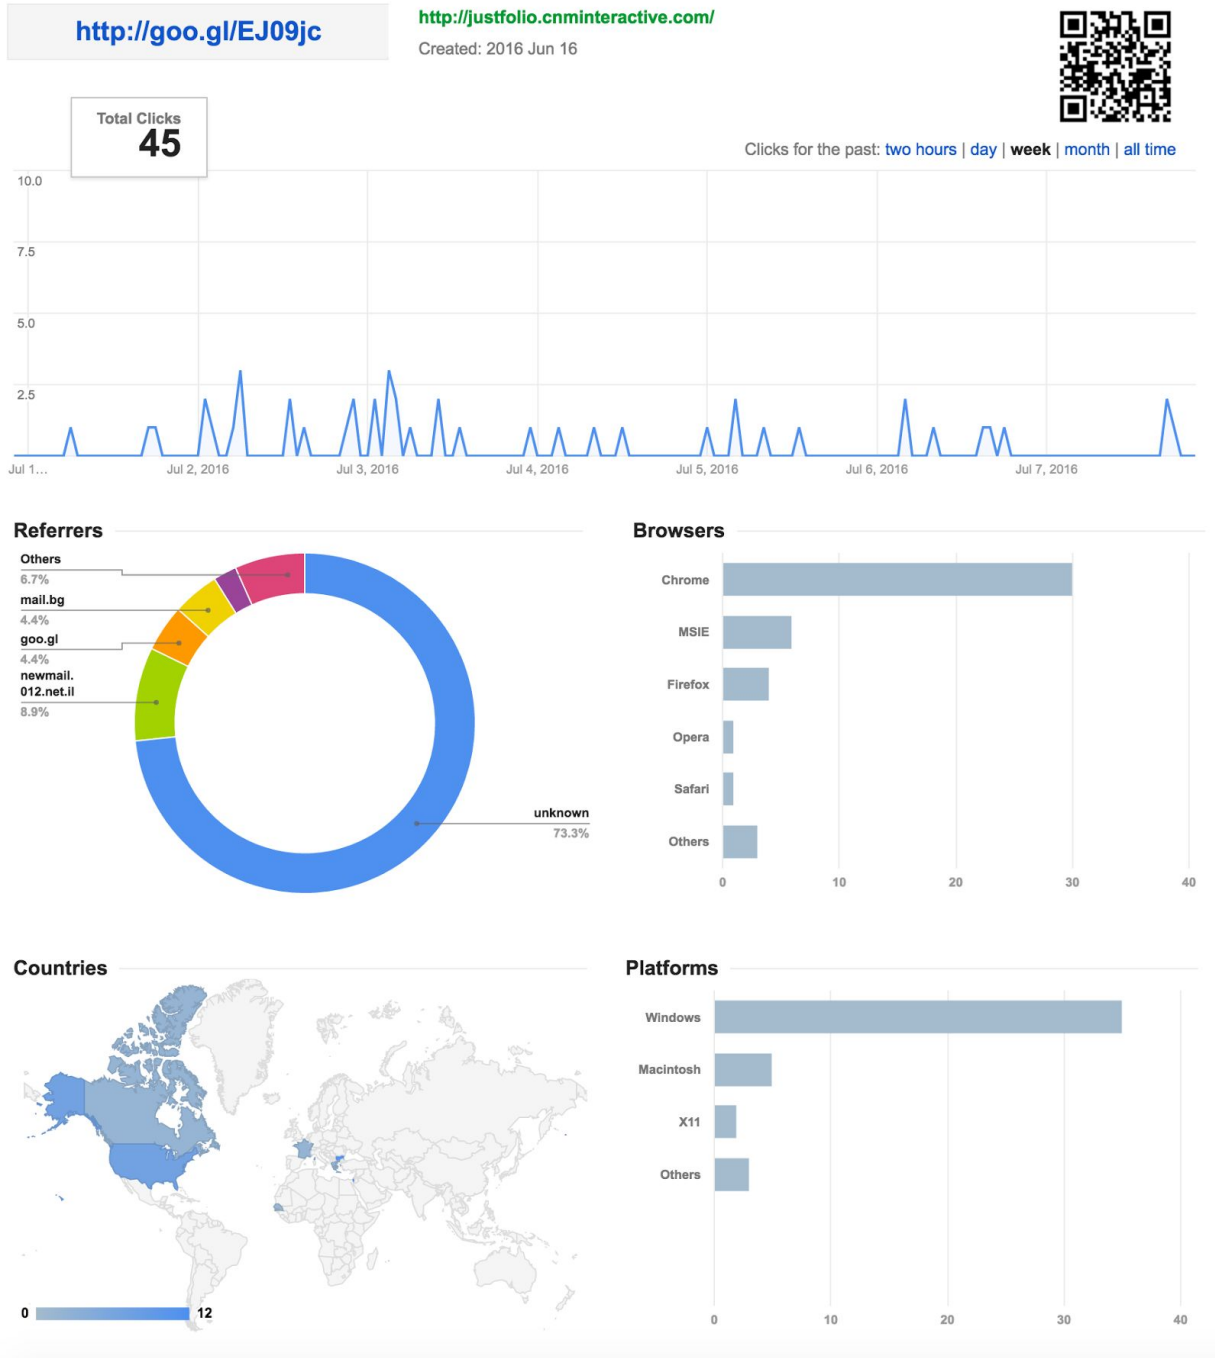 http://goo.gl/EJ09jc
http://justfolio.cnminteractive.com/
Created: 2016 Jun 16
Total Clicks
45
Clicks for the past: two hours | day | week | month | all time
10.0
7.5
5.0
2.5
Jul 1... Jul 2, 2016 Jul 3, 2016 Jul 4, 2016 Jul 5, 2016 Jul 6, 2016 Jul 7, 2016
Referrers
Others
6.7%
mail.bg
4.4%
goo.gl
4.4%
newmail.
012.net.il
8.9%
unknown
73.3%
Browsers
Chrome
MSIE
Firefox
Opera
Safari
Others
0 10 20 30 40
Countries
0 12
Platforms
Windows
Macintosh
X11
Others
0 10 20 30 40